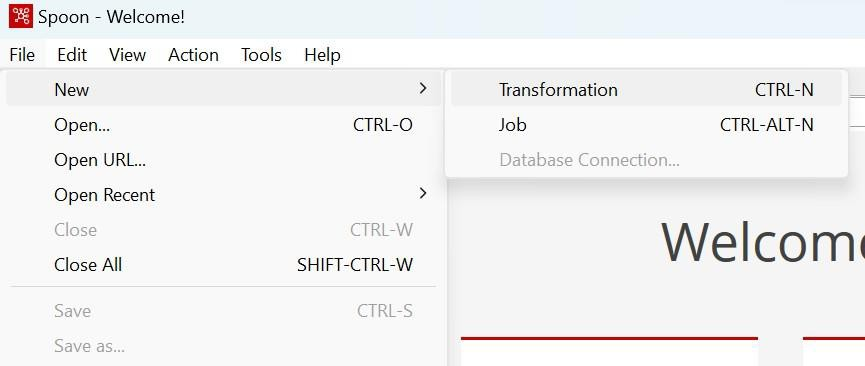 Spoon - Welcome!
File Edit View Action Tools Help
New
Transformation CTRL-N
Open... CTRL-O
Job CTRL-ALT-N
Open URL...
Database Connection...
Open Recent
Close CTRL-W
Close All SHIFT-CTRL-W
Save CTRL-S
Save as...
Welcome